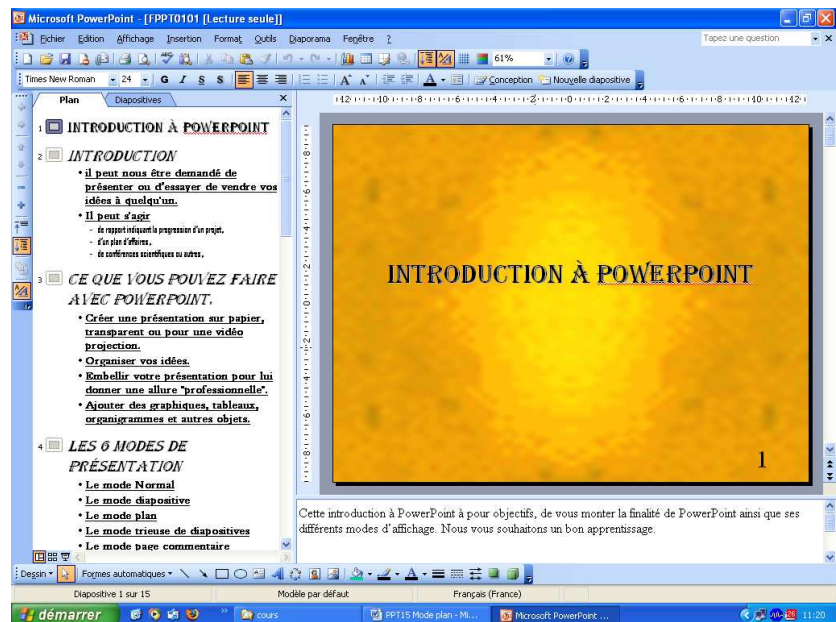 Microsoft PowerPoint - [FPPT0101 [Lecture seule]]
Fichier Edition Affichage Insertion Format Outils Diaporama Fenêtre ?
Tapez une question
61%
Times New Roman 24 G I S S Conception Nouvelle diapositive
Plan Diapositives
1 INTRODUCTION À POWERPOINT
2 INTRODUCTION
• il peut nous être demandé de
présenter ou d'essayer de vendre vos
idées à quelqu'un.
• Il peut s'agir
- de rapport indiquant la progression d'un projet,
- d'un plan d'affaires,
- de conférences scientifiques ou autres,
3 CE QUE VOUS POUVEZ FAIRE
AVEC POWERPOINT.
• Créer une présentation sur papier,
transparent ou pour une vidéo
projection.
• Organiser vos idées.
• Embellir votre présentation pour lui
donner une allure "professionnelle".
• Ajouter des graphiques, tableaux,
organigrammes et autres objets.
4 LES 6 MODES DE
PRÉSENTATION
• Le mode Normal
• Le mode diapositive
• Le mode plan
• Le mode trieuse de diapositives
• Le mode page commentaire
INTRODUCTION À POWERPOINT
1
Cette introduction à PowerPoint à pour objectifs, de vous monter la finalité de PowerPoint ainsi que ses
différents modes d'affichage. Nous vous souhaitons un bon apprentissage.
Dessin Formes automatiques
Diapositive 1 sur 15 Modèle par défaut Français (France)
démarrer cours PPT15 Mode plan - Mi... Microsoft PowerPoint ... 11:20